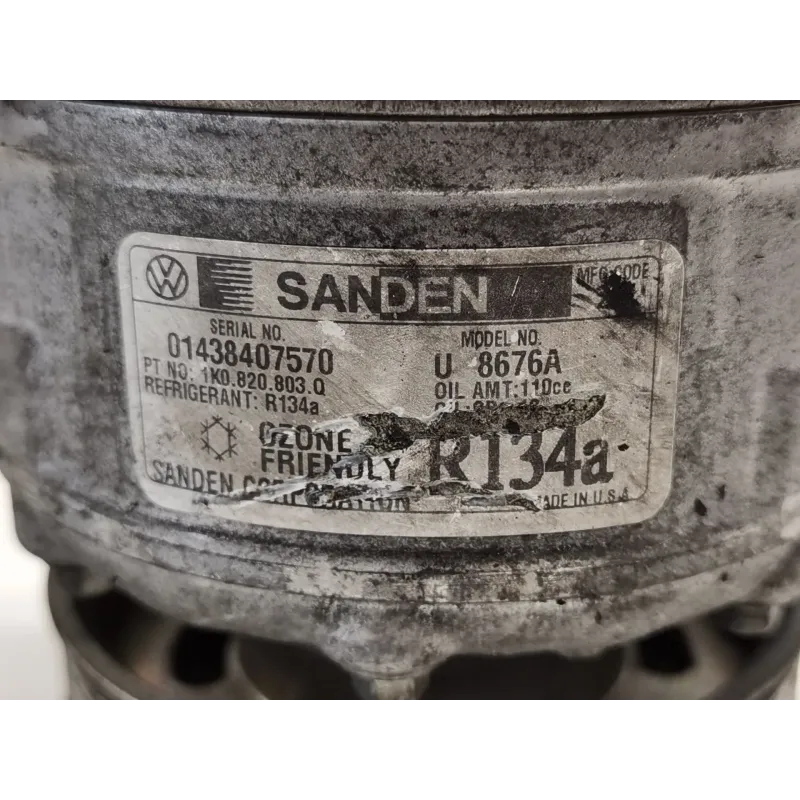 SANDEN
MFG CODE
SERIAL NO.
01438407570
MODEL NO.
U 8676A
PT NO: 1K0.820.803.Q
OIL AMT:110cc
REFRIGERANT: R134a
OZONE
FRIENDLY
R134a
SANDEN
MADE IN U.S.A